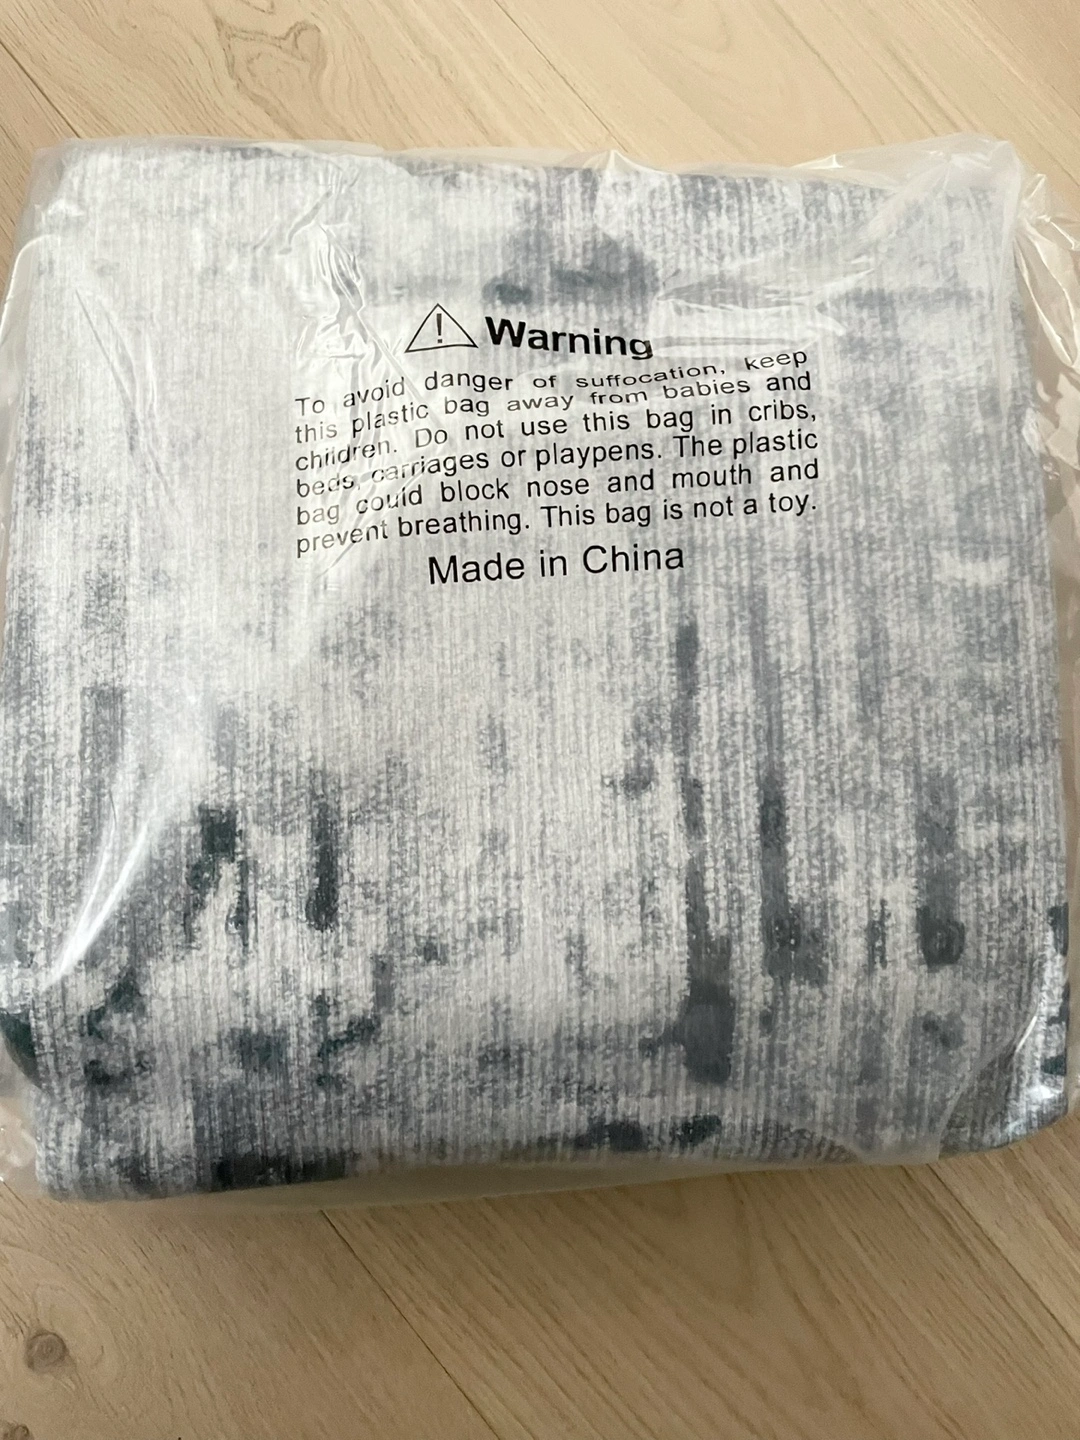 Warning
To avoid danger of suffocation, keep
this plastic bag away from babies and
children. Do not use this bag in cribs,
beds, carriages or playpens. The plastic
bag could block nose and mouth and
prevent breathing. This bag is not a toy.
Made in China